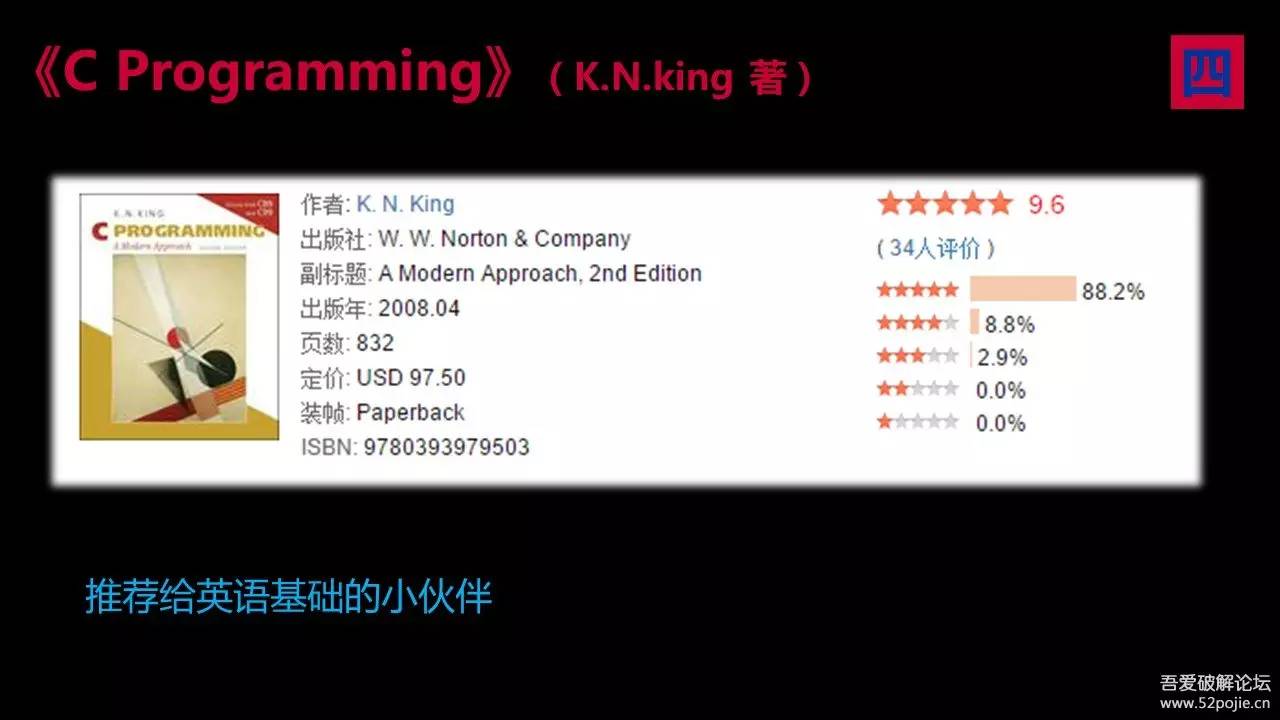 《C Programming》（K.N.king 著）
四
K.N.KING
C PROGRAMMING
A Modern Approach
作者: K. N. King
出版社: W. W. Norton & Company
副标题: A Modern Approach, 2nd Edition
出版年: 2008.04
页数: 832
定价: USD 97.50
装帧: Paperback
ISBN: 9780393979503
9.6
( 34人评价 )
88.2%
8.8%
2.9%
0.0%
0.0%
推荐给英语基础的小伙伴
吾爱破解论坛
www.52pojie.cn